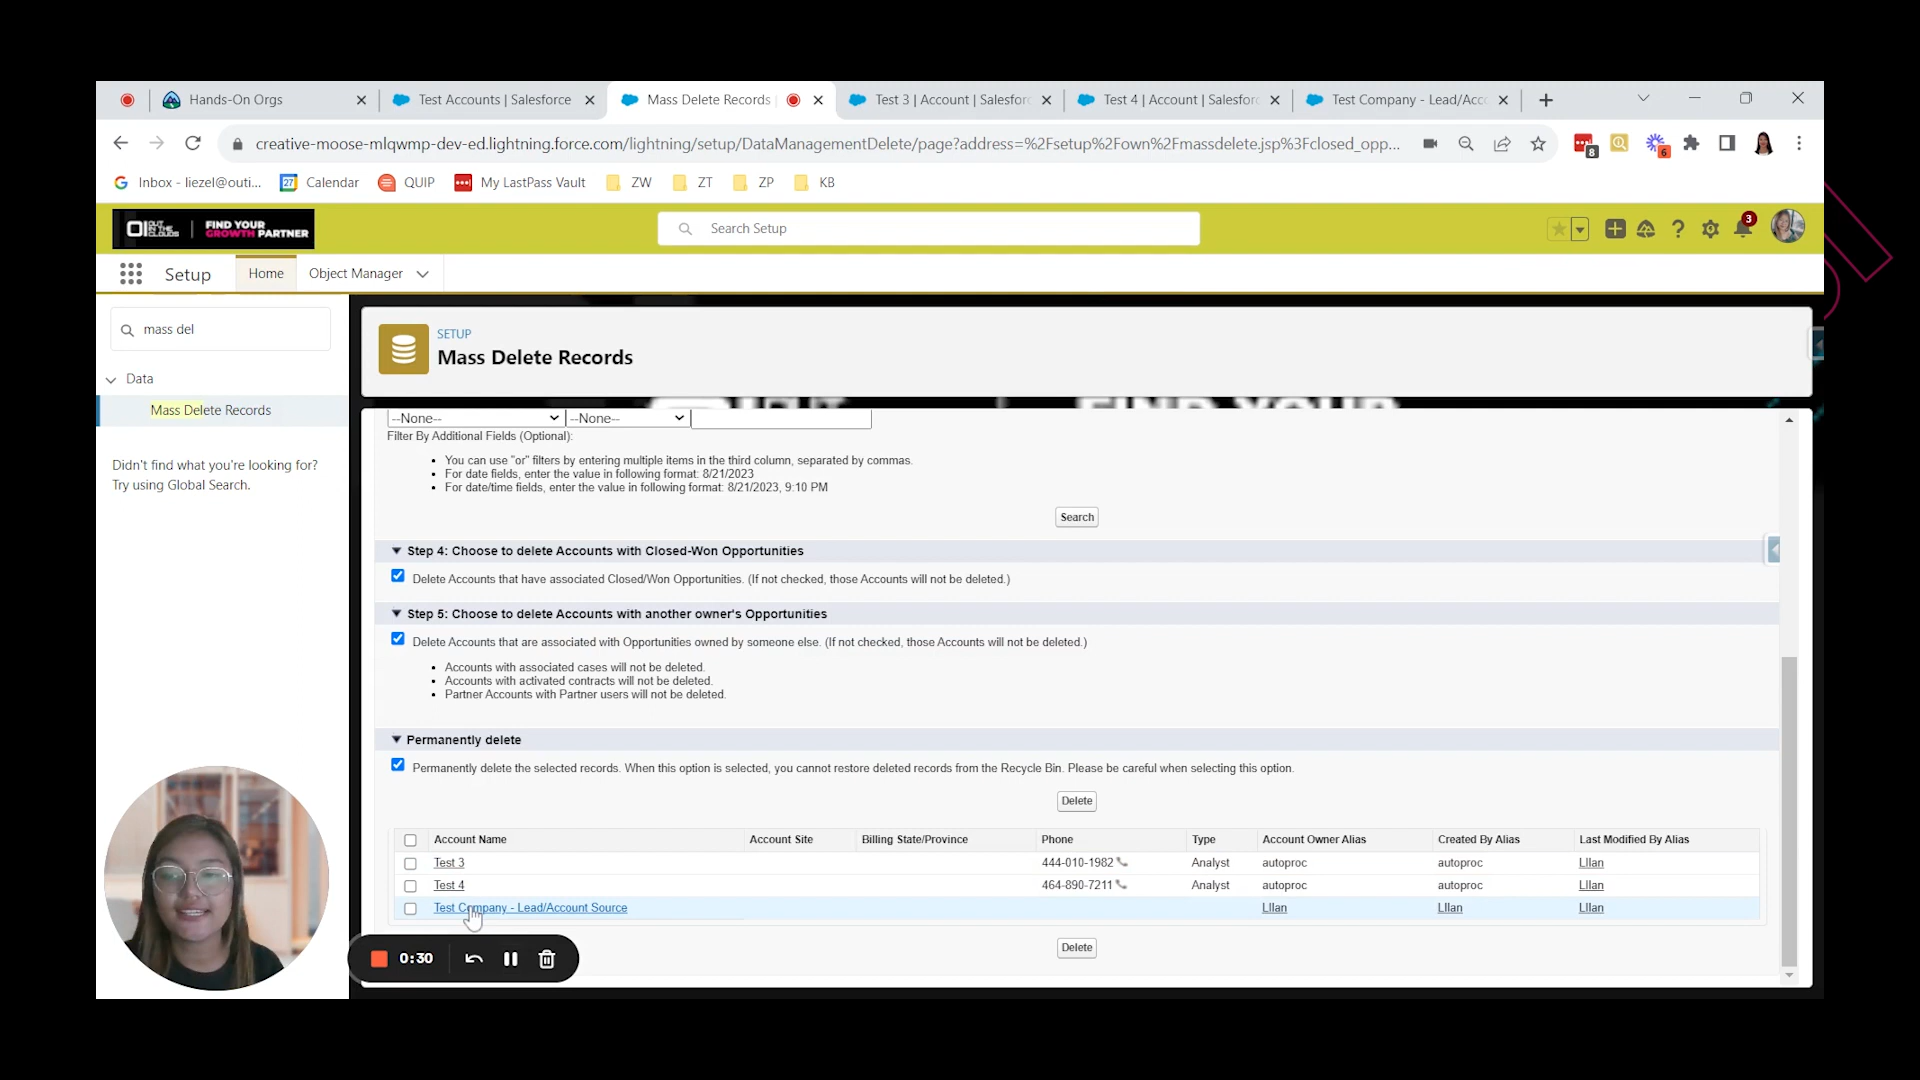 Hands-On Orgs
Test Accounts | Salesforce
Mass Delete Records
Test 3 | Account | Salesforc
Test 4 | Account | Salesforc
Test Company - Lead/Acc
creative-moose-mlqwmp-dev-ed.lightning.force.com/lightning/setup/DataManagementDelete/page?address=%2Fsetup%2Fown%2Fmassdelete.jsp%3Fclosed_opp...
8
6
Inbox - liezel@outi...
27
Calendar
QUIP
My LastPass Vault
ZW
ZT
ZP
KB
OUT IN THE CLOUDS
FIND YOUR GROWTH PARTNER
Search Setup
3
Setup
Home
Object Manager
mass del
Data
Mass Delete Records
Didn't find what you're looking for?
Try using Global Search.
SETUP
Mass Delete Records
--None--
--None--
Filter By Additional Fields (Optional):
You can use "or" filters by entering multiple items in the third column, separated by commas.
For date fields, enter the value in following format: 8/21/2023
For date/time fields, enter the value in following format: 8/21/2023, 9:10 PM
Search
Step 4: Choose to delete Accounts with Closed-Won Opportunities
Delete Accounts that have associated Closed/Won Opportunities. (If not checked, those Accounts will not be deleted.)
Step 5: Choose to delete Accounts with another owner's Opportunities
Delete Accounts that are associated with Opportunities owned by someone else. (If not checked, those Accounts will not be deleted.)
Accounts with associated cases will not be deleted.
Accounts with activated contracts will not be deleted.
Partner Accounts with Partner users will not be deleted.
Permanently delete
Permanently delete the selected records. When this option is selected, you cannot restore deleted records from the Recycle Bin. Please be careful when selecting this option.
Delete
Account Name Account Site Billing State/Province Phone Type Account Owner Alias Created By Alias Last Modified By Alias
Test 3 444-010-1982 Analyst autoproc autoproc Lllan
Test 4 464-890-7211 Analyst autoproc autoproc Lllan
Test Company - Lead/Account Source Lllan Lllan Lllan
Delete
0:30